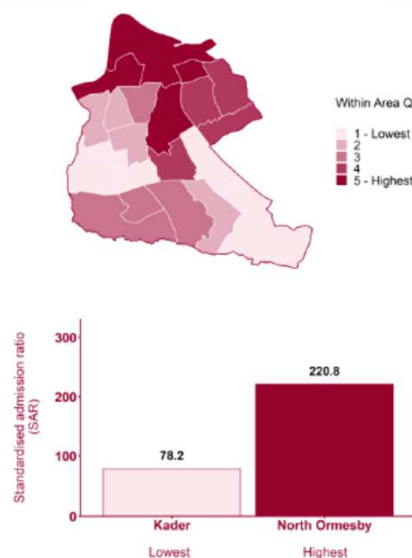 Within Area Q
1 - Lowest
2
3
4
5 - Highest
Standardised admission ratio
(SAR)
300
200
100
0
78.2
220.8
Kader
North Ormesby
Lowest
Highest